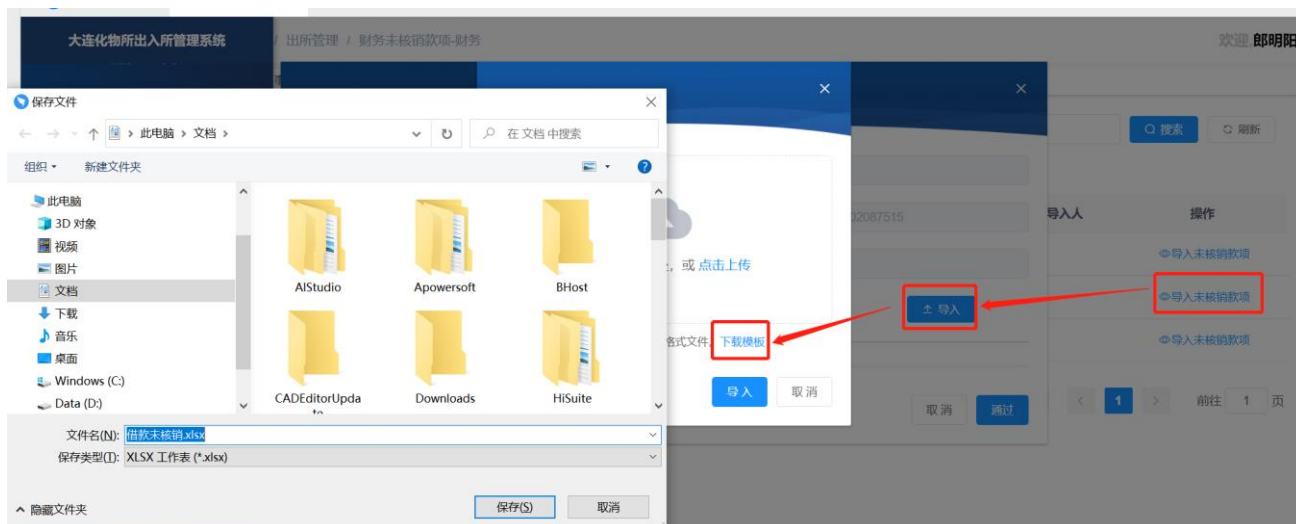 大连化物所出入所管理系统
/ 出所管理 / 财务未核销款项-财务
欢迎,郎明阳
保存文件
此电脑 › 文档 ›
在 文档 中搜索
搜索
刷新
组织
新建文件夹
此电脑
3D 对象
视频
图片
文档
下载
音乐
桌面
Windows (C:)
Data (D:)
AIStudio
Apowersoft
BHost
CADEditorUpda
Downloads
HiSuite
02087515
导入人
操作
导入未核销款项
导入未核销款项
导入未核销款项
，或 点击上传
导入
格式文件, 下载模板
导入
取消
取消
通过
1
前往 1 页
文件名(N): 借款未核销.xlsx
保存类型(T): XLSX 工作表 (*.xlsx)
隐藏文件夹
保存(S)
取消